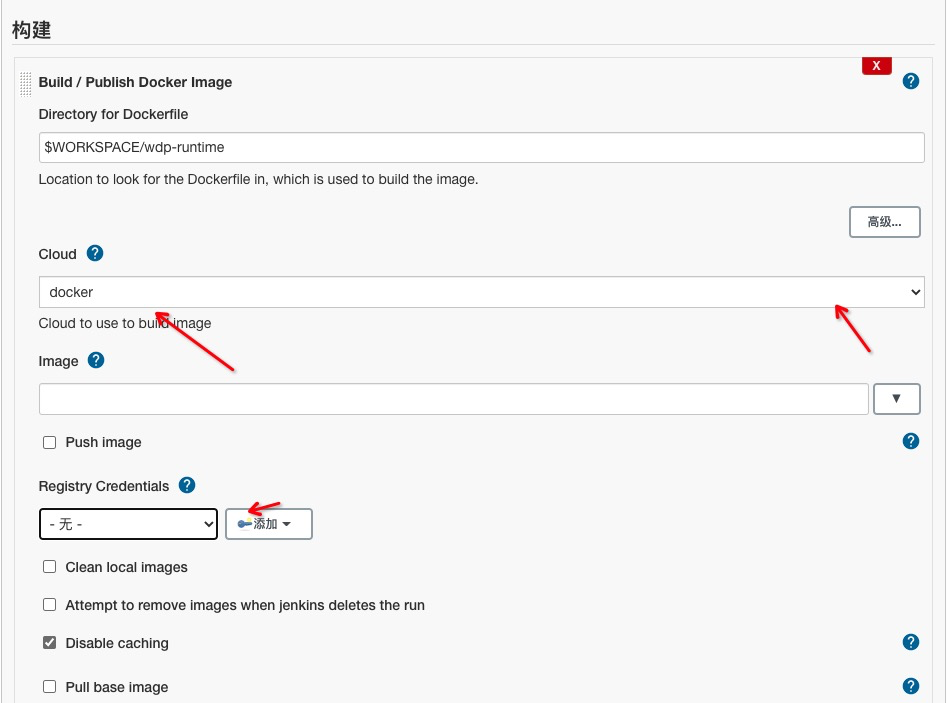 构建
X
Build / Publish Docker Image
?
Directory for Dockerfile
$WORKSPACE/wdp-runtime
Location to look for the Dockerfile in, which is used to build the image.
高级...
Cloud ?
docker
Cloud to use to build image
Image ?
▼
Push image ?
Registry Credentials ?
- 无 - 添加
Clean local images
Attempt to remove images when jenkins deletes the run
Disable caching ?
Pull base image ?